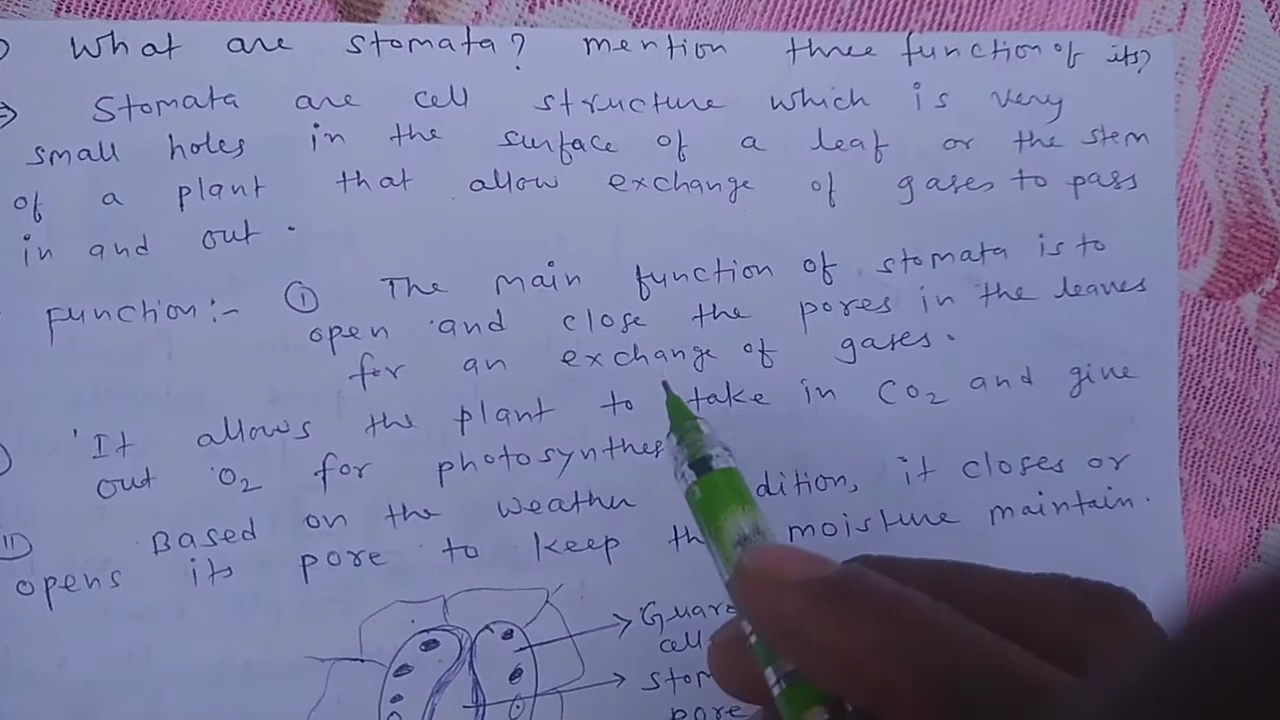 What are stomata? mention three function of its?
⇒ Stomata are cell structure which is very
small holes in the surface of a leaf or the stem
of a plant that allow exchange of gases to pass
in and out.
Function:- ① The main function of stomata is to
open and close the pores in the leaves
for an exchange of gases.
It allows the plant to take in CO2 and give
out O2 for photosynthes
Based on the weather dition, it closes or
opens its pore to keep th moisture maintain.
Guard
cell
stom
pore